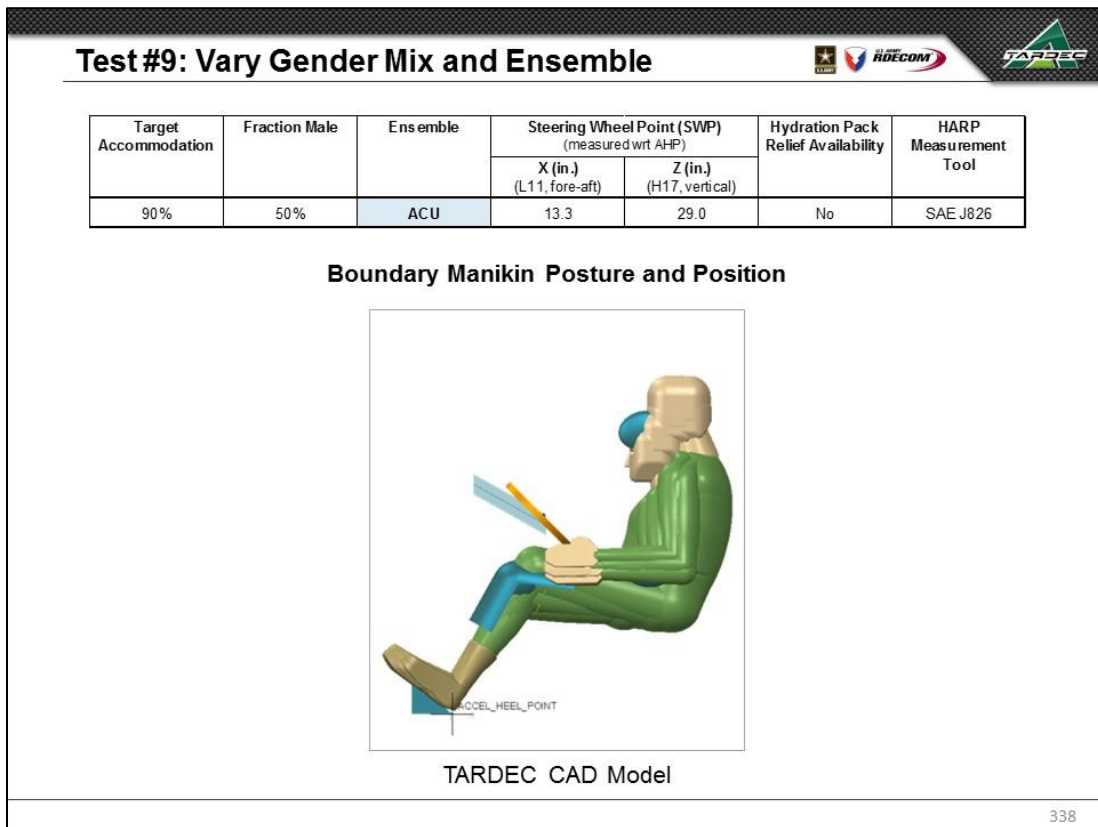 Test #9: Vary Gender Mix and Ensemble
U.S. ARMY
U.S. ARMY
RDECOM
TARDEC
Target Accommodation
Fraction Male
Ensemble
Steering Wheel Point (SWP)
(measured wrt AHP)
X (in.)
(L11, fore-aft)
Z (in.)
(H17, vertical)
Hydration Pack
Relief Availability
HARP
Measurement
Tool
90%
50%
ACU
13.3
29.0
No
SAE J826
Boundary Manikin Posture and Position
ACCEL_HEEL_POINT
TARDEC CAD Model
338